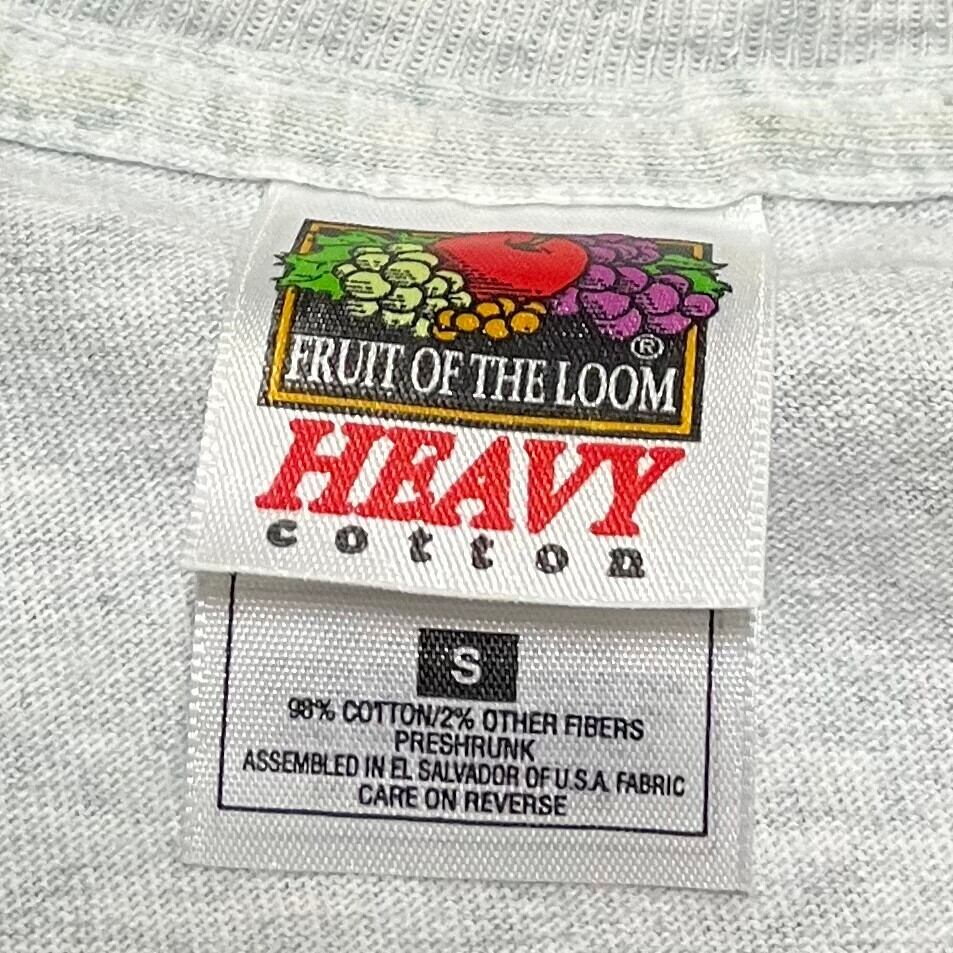 ®
FRUIT OF THE LOOM
HEAVY
cotton
S
98% COTTON/2% OTHER FIBERS
PRESHRUNK
ASSEMBLED IN EL SALVADOR OF U.S.A. FABRIC
CARE ON REVERSE